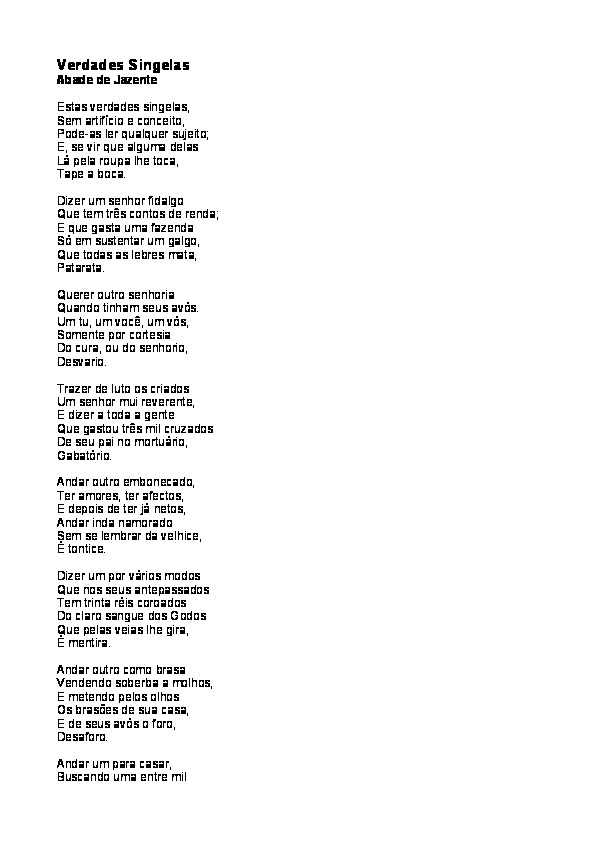 Verdades Singelas
Abade de Jazente
Estas verdades singelas,
Sem artifício e conceito,
Pode-as ler qualquer sujeito;
E, se vir que alguma delas
Lá pela roupa lhe toca,
Tape a boca.
Dizer um senhor fidalgo
Que tem três contos de renda;
E que gasta uma fazenda
Só em sustentar um galgo,
Que todas as lebres mata,
Patarata.
Querer outro senhoria
Quando tinham seus avós.
Um tu, um você, um vós,
Somente por cortesia
Do cura, ou do senhorio,
Desvario.
Trazer de luto os criados
Um senhor mui reverente,
E dizer a toda a gente
Que gastou três mil cruzados
De seu pai no mortuário,
Gabatório.
Andar outro embonecado,
Ter amores, ter afectos,
E depois de ter já netos,
Andar inda namorado
Sem se lembrar da velhice,
É tontice.
Dizer um por vários modos
Que nos seus antepassados
Tem trinta réis coroados
Do claro sangue dos Godos
Que pelas veias lhe gira,
É mentira.
Andar outro como brasa
Vendendo soberba a molhos,
E metendo pelos olhos
Os brasões de sua casa,
E de seus avós o foro,
Desaforo.
Andar um para casar,
Buscando uma entre mil